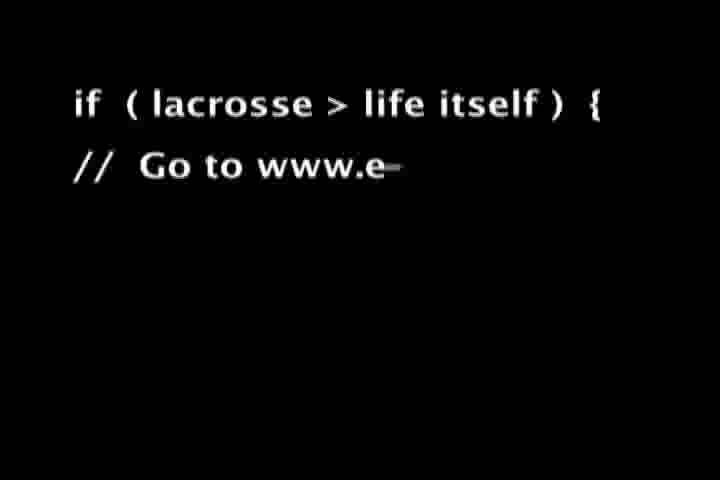 if ( lacrosse > life itself ) {
// Go to www.e-